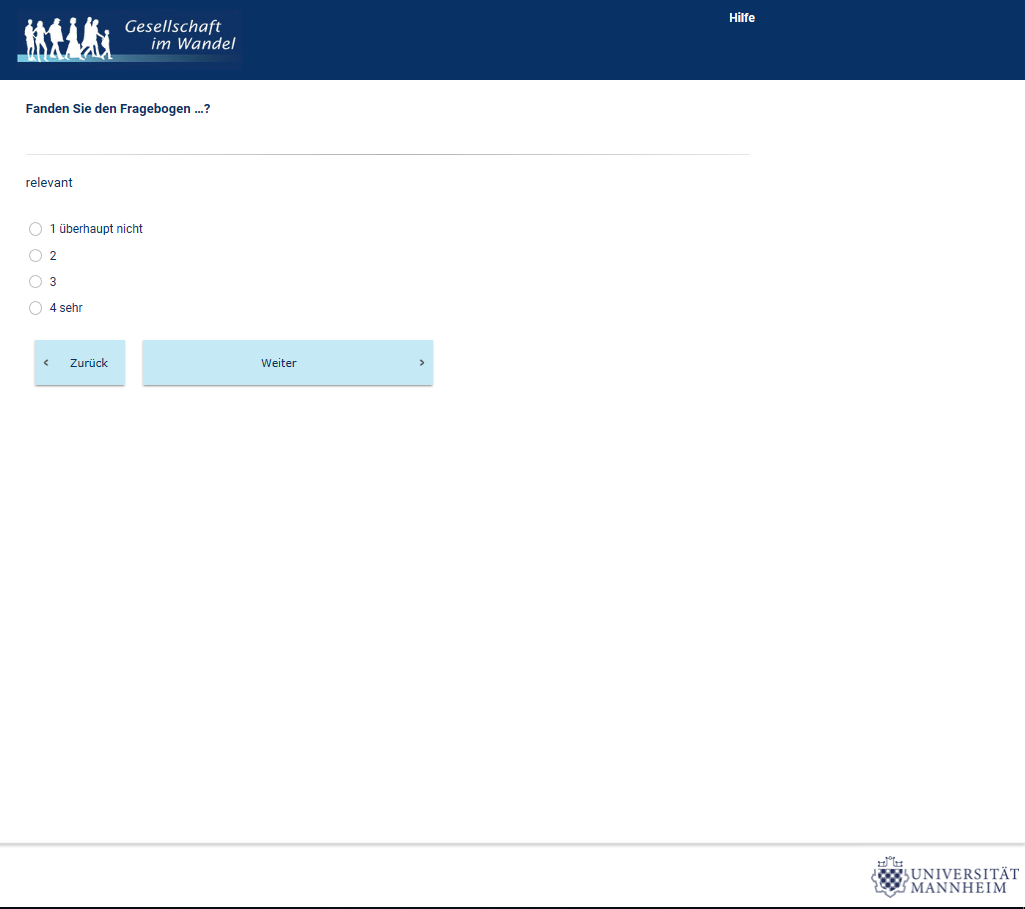 Gesellschaft
im Wandel
Hilfe
Fanden Sie den Fragebogen ...?
relevant
1 überhaupt nicht
2
3
4 sehr
‹ Zurück
Weiter ›
UNIVERSITÄT
MANNHEIM